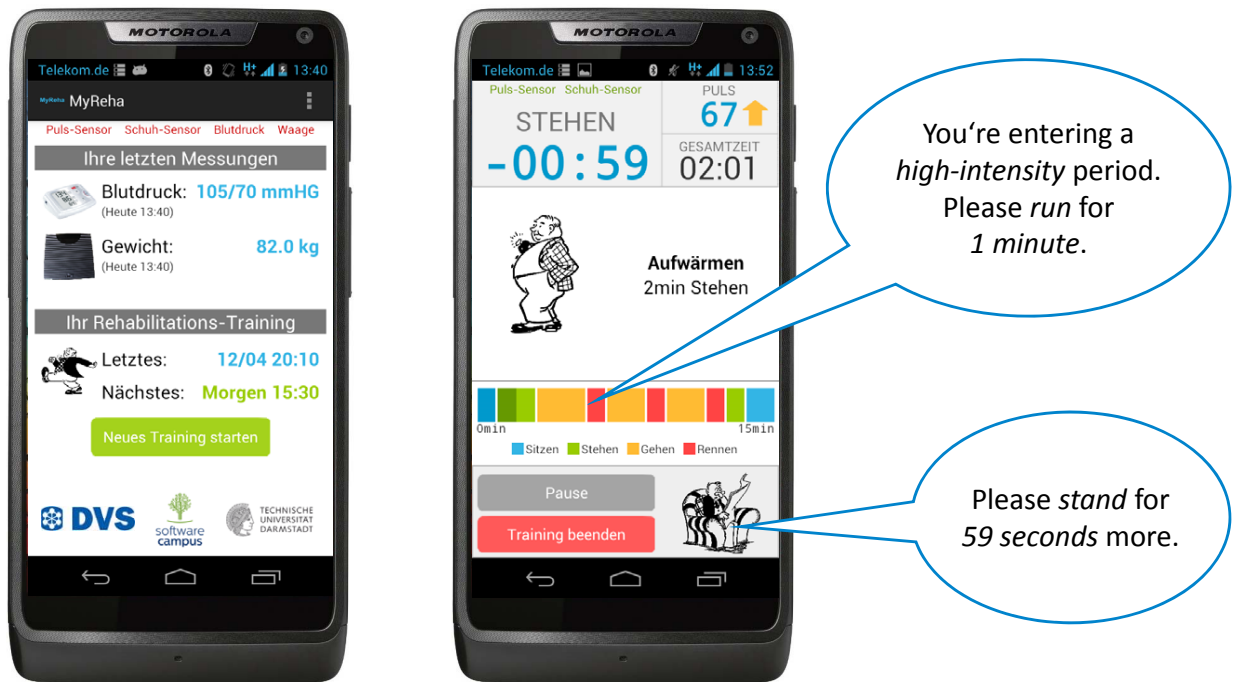 MOTOROLA
Telekom.de H+ 13:40
MyReha MyReha
Puls-Sensor Schuh-Sensor Blutdruck Waage
Ihre letzten Messungen
Blutdruck: 105/70 mmHG
(Heute 13:40)
Gewicht: 82.0 kg
(Heute 13:40)
Ihr Rehabilitations-Training
Letztes: 12/04 20:10
Nächstes: Morgen 15:30
Neues Training starten
DVS
software
campus
TECHNISCHE
UNIVERSITÄT
DARMSTADT
MOTOROLA
Telekom.de H+ 13:52
Puls-Sensor Schuh-Sensor
PULS
STEHEN
67
-00:59
GESAMTZEIT
02:01
Aufwärmen
2min Stehen
0min 15min
Sitzen Stehen Gehen Rennen
Pause
Training beenden
You‘re entering a
high-intensity period.
Please run for
1 minute.
Please stand for
59 seconds more.